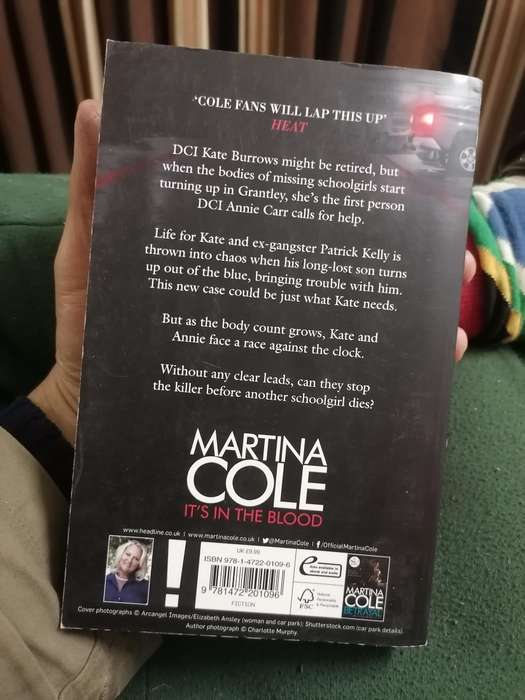 'COLE FANS WILL LAP THIS UP'
HEAT
DCI Kate Burrows might be retired, but
when the bodies of missing schoolgirls start
turning up in Grantley, she's the first person
DCI Annie Carr calls for help.
Life for Kate and ex-gangster Patrick Kelly is
thrown into chaos when his long-lost son turns
up out of the blue, bringing trouble with him.
This new case could be just what Kate needs.
But as the body count grows, Kate and
Annie face a race against the clock.
Without any clear leads, can they stop
the killer before another schoolgirl dies?
MARTINA
COLE
IT'S IN THE BLOOD
www.headline.co.uk | www.martinacole.co.uk | @MartinaCole | /OfficialMartinaCole
UK £9.99
ISBN 978-1-4722-0109-6
9 781472 201096
FICTION
Also available in
ebook and audio
FSC
MARTINA
COLE
BETRAYAL
Cover photographs © Arcangel Images/Elizabeth Ansley (woman and car park); Shutterstock.com (car park details).
Author photograph © Charlotte Murphy.